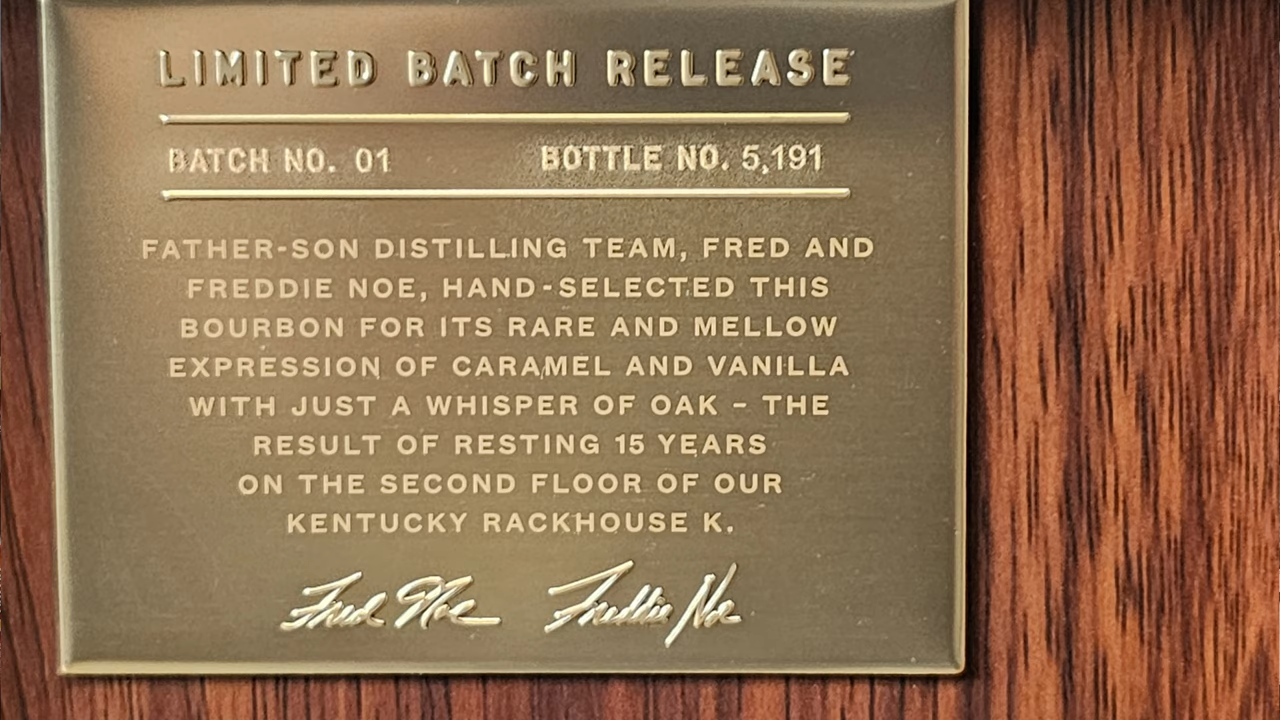 LIMITED BATCH RELEASE
BATCH NO. 01 BOTTLE NO. 5,191
FATHER-SON DISTILLING TEAM, FRED AND
FREDDIE NOE, HAND-SELECTED THIS
BOURBON FOR ITS RARE AND MELLOW
EXPRESSION OF CARAMEL AND VANILLA
WITH JUST A WHISPER OF OAK – THE
RESULT OF RESTING 15 YEARS
ON THE SECOND FLOOR OF OUR
KENTUCKY RACKHOUSE K.
Fred Noe Freddie Noe